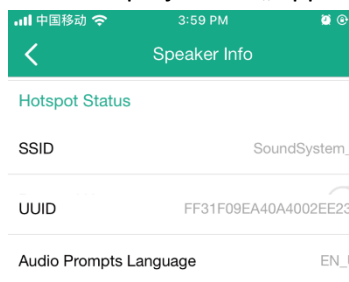 中国移动 3:59 PM
Speaker Info
Hotspot Status
SSID SoundSystem_
UUID FF31F09EA40A4002EE23
Audio Prompts Language EN_